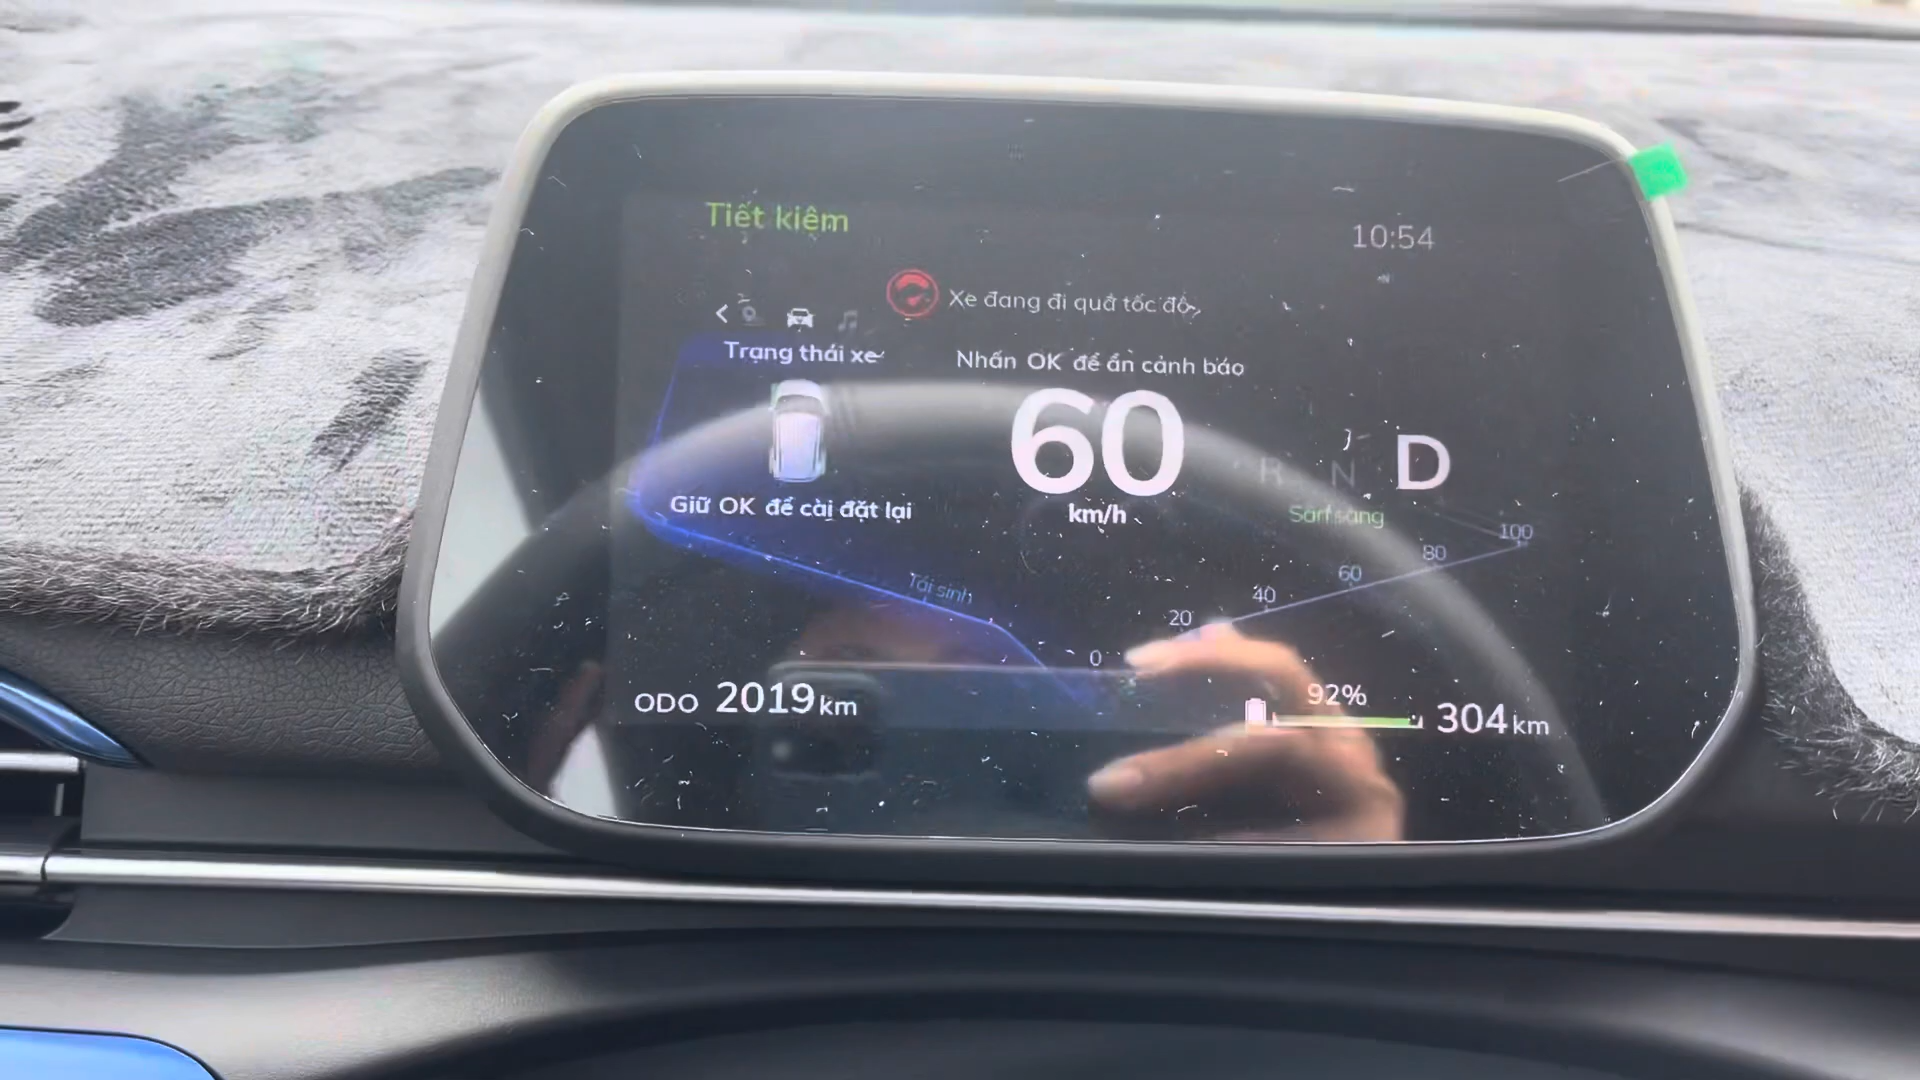 Tiết kiệm
10:54
Xe đang đi quá tốc độ
Trạng thái xe
Nhấn OK để ẩn cảnh báo
60
km/h
R N D
Sẵn sàng
Giữ OK để cài đặt lại
Tái sinh
0 20 40 60 80 100
ODO 2019 km
92%
304 km